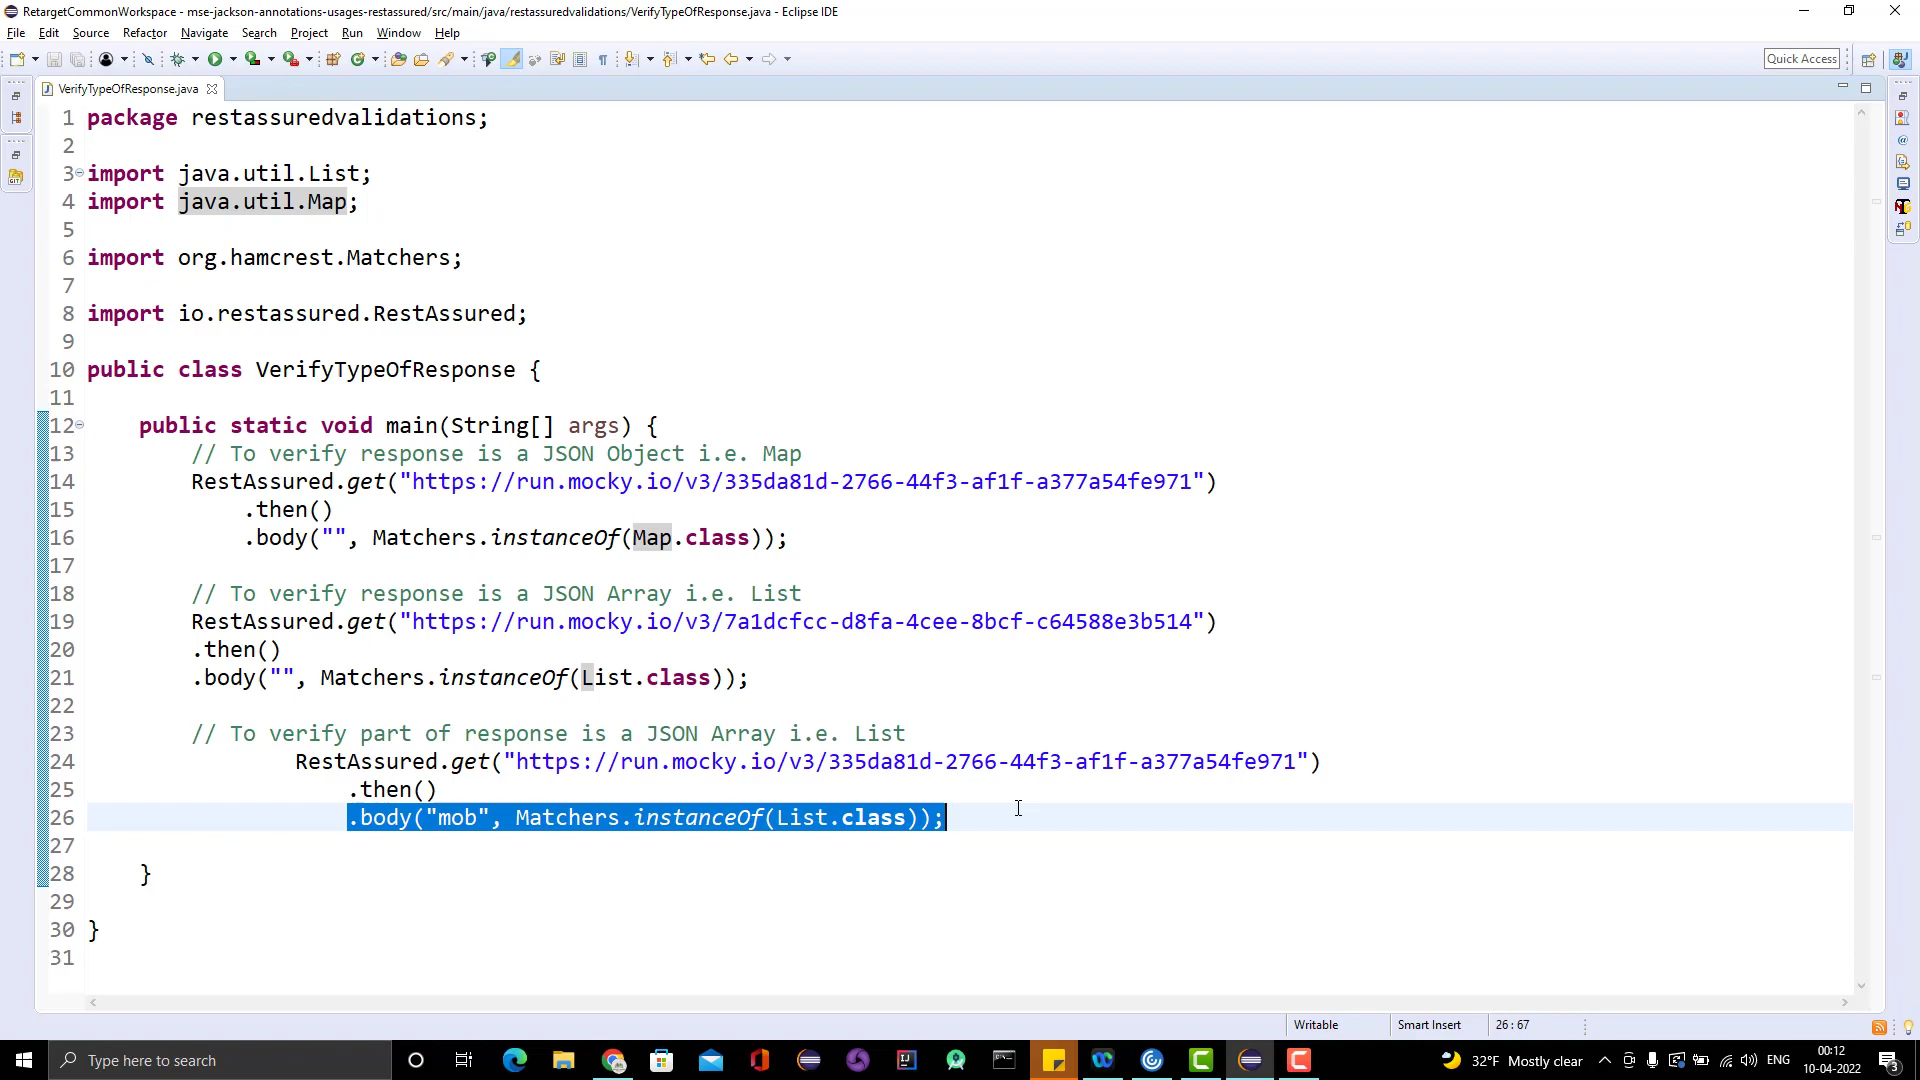 RetargetCommonWorkspace - mse-jackson-annotations-usages-restassured/src/main/java/restassuredvalidations/VerifyTypeOfResponse.java - Eclipse IDE
File Edit Source Refactor Navigate Search Project Run Window Help
Quick Access
VerifyTypeOfResponse.java
1 package restassuredvalidations;
2
3 import java.util.List;
4 import java.util.Map;
5
6 import org.hamcrest.Matchers;
7
8 import io.restassured.RestAssured;
9
10 public class VerifyTypeOfResponse {
11
12 public static void main(String[] args) {
13 // To verify response is a JSON Object i.e. Map
14 RestAssured.get("https://run.mocky.io/v3/335da81d-2766-44f3-af1f-a377a54fe971")
15 .then()
16 .body("", Matchers.instanceOf(Map.class));
17
18 // To verify response is a JSON Array i.e. List
19 RestAssured.get("https://run.mocky.io/v3/7a1dcfcc-d8fa-4cee-8bcf-c64588e3b514")
20 .then()
21 .body("", Matchers.instanceOf(List.class));
22
23 // To verify part of response is a JSON Array i.e. List
24 RestAssured.get("https://run.mocky.io/v3/335da81d-2766-44f3-af1f-a377a54fe971")
25 .then()
26 .body("mob", Matchers.instanceOf(List.class));
27
28 }
29
30 }
31
Writable Smart Insert 26 : 67
Type here to search
32°F Mostly clear
ENG
00:12
10-04-2022
3